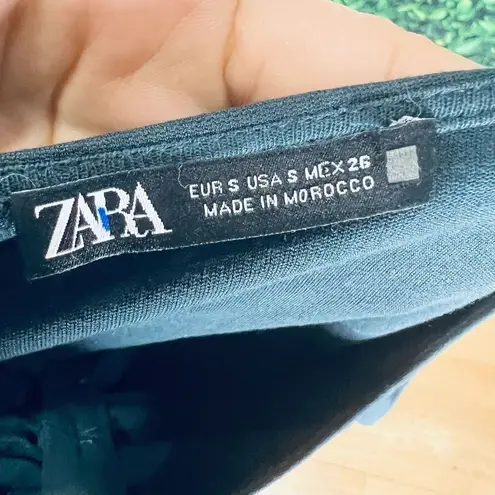 ZARA
EUR S USA S MEX 26
MADE IN MOROCCO